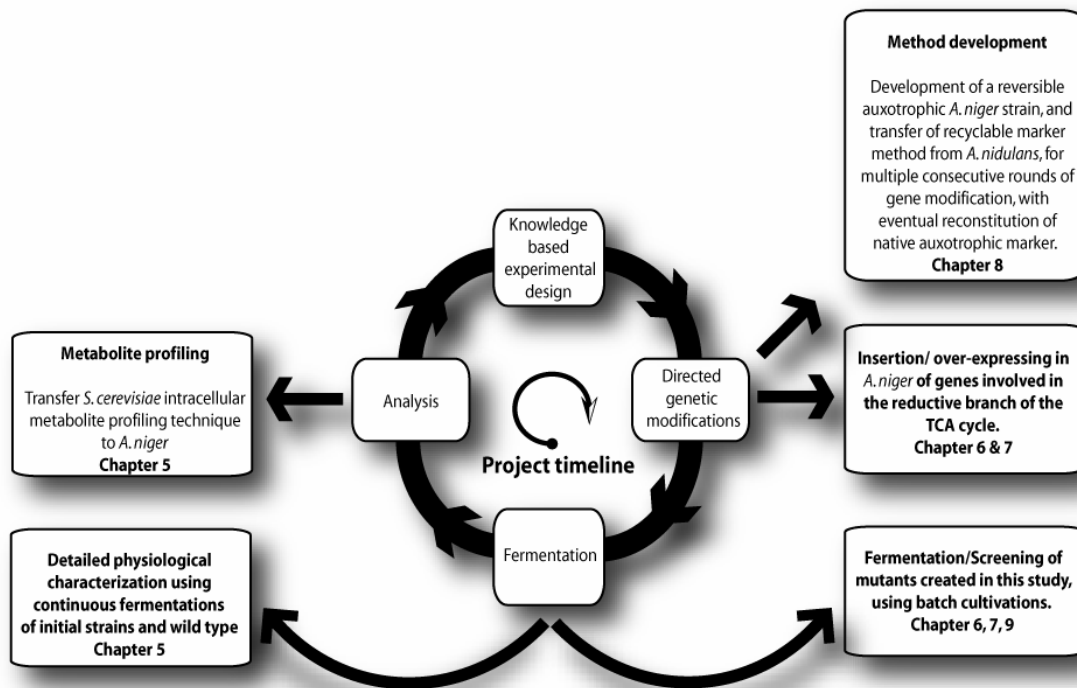 Method development
Development of a reversible
auxotrophic A. niger strain, and
transfer of recyclable marker
method from A. nidulans, for
multiple consecutive rounds of
gene modification, with
eventual reconstitution of
native auxotrophic marker.
Chapter 8
Knowledge
based
experimental
design
Metabolite profiling
Transfer S. cerevisiae intracellular
metabolite profiling technique
to A. niger
Chapter 5
Analysis
Project timeline
Directed
genetic
modifications
Insertion/ over-expressing in
A. niger of genes involved in
the reductive branch of the
TCA cycle.
Chapter 6 & 7
Fermentation
Detailed physiological
characterization using
continuous fermentations
of initial strains and wild type
Chapter 5
Fermentation/Screening of
mutants created in this study,
using batch cultivations.
Chapter 6, 7, 9